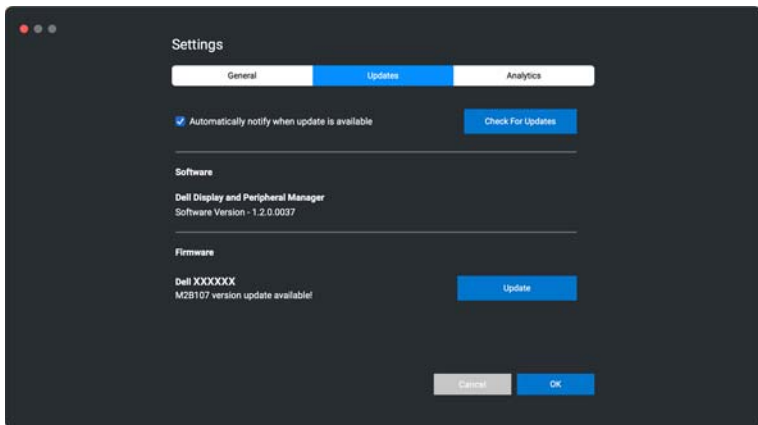 Settings
General Updates Analytics
Automatically notify when update is available Check For Updates
Software
Dell Display and Peripheral Manager
Software Version - 1.2.0.0037
Firmware
Dell XXXXXX
M2B107 version update available!
Update
Cancel OK